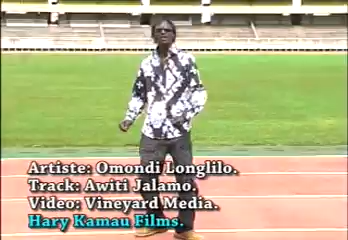 Artiste: Omondi Longlilo.
Track: Awiti Jalamo.
Video: Vineyard Media.
Hary Kamau Films.